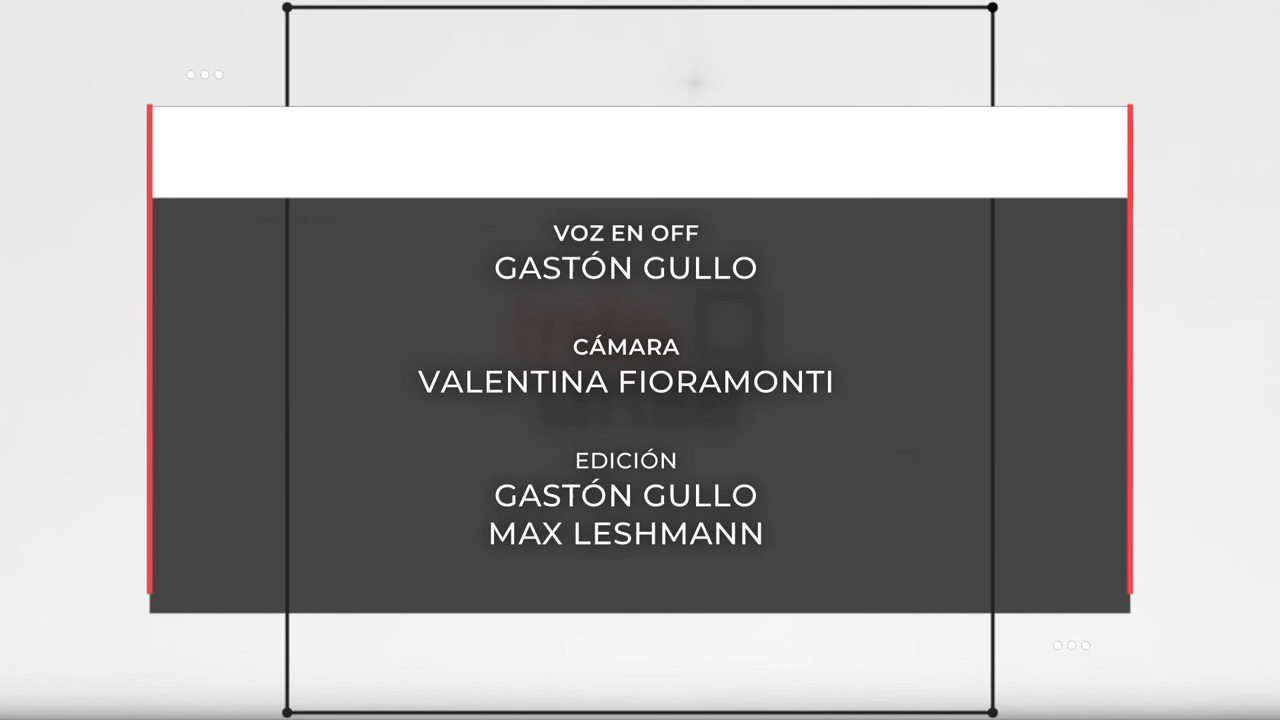 VOZ EN OFF
GASTÓN GULLO
CÁMARA
VALENTINA FIORAMONTI
EDICIÓN
GASTÓN GULLO
MAX LESHMANN